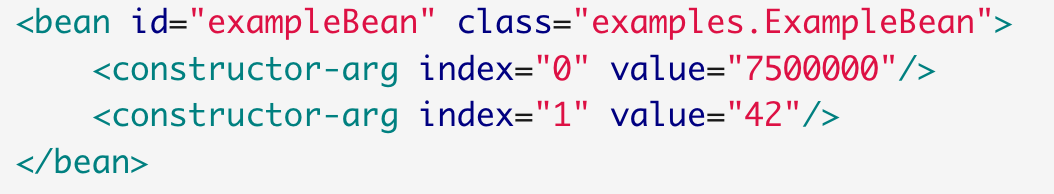 <bean id="exampleBean" class="examples.ExampleBean">
    <constructor-arg index="0" value="7500000"/>
    <constructor-arg index="1" value="42"/>
</bean>